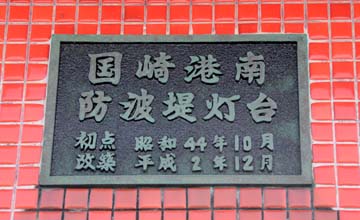 国崎港南
防波堤灯台
初点 昭和44年10月
改築 平成2年12月